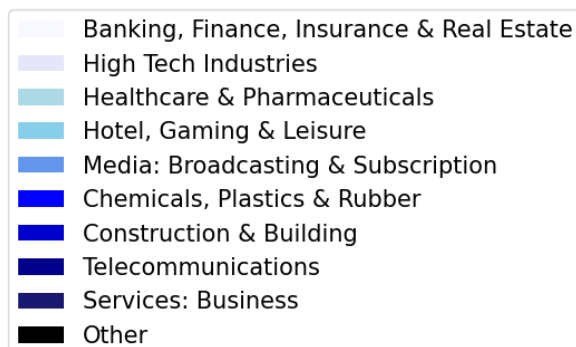 Banking, Finance, Insurance & Real Estate
High Tech Industries
Healthcare & Pharmaceuticals
Hotel, Gaming & Leisure
Media: Broadcasting & Subscription
Chemicals, Plastics & Rubber
Construction & Building
Telecommunications
Services: Business
Other